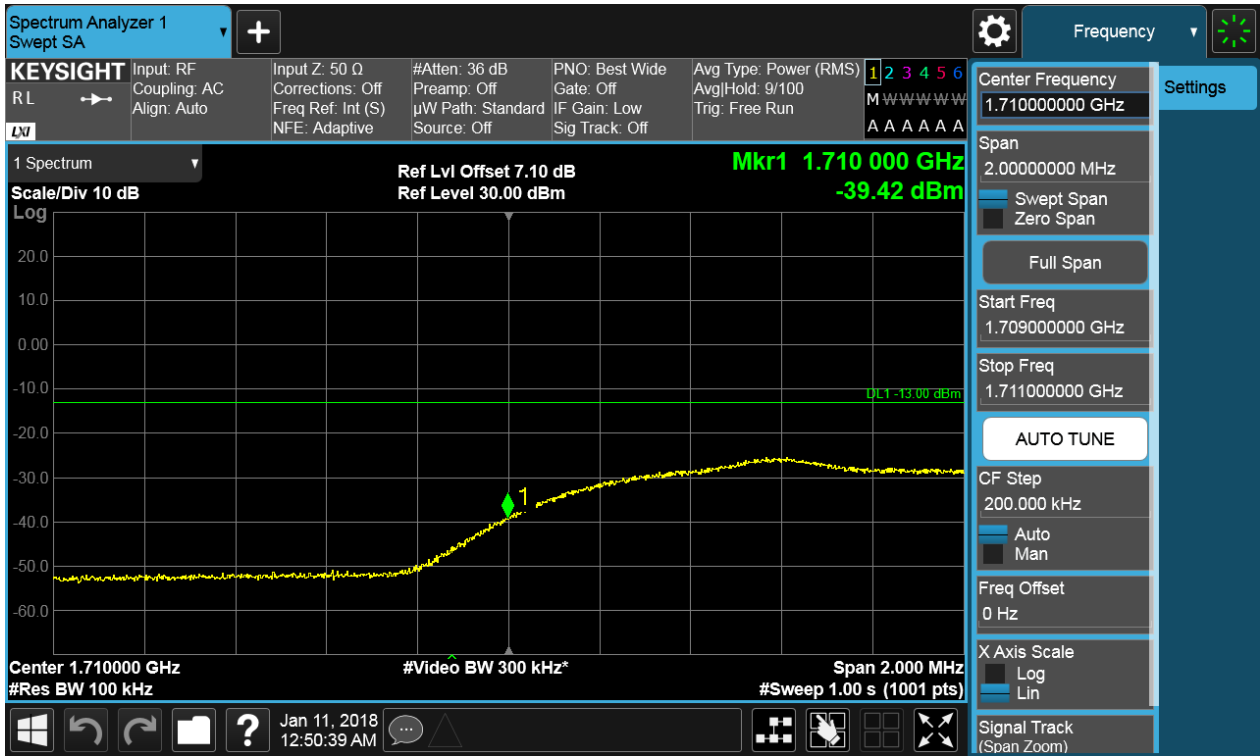 Spectrum Analyzer 1
Swept SA
+
Frequency
KEYSIGHT
R L
LXI
Input: RF
Coupling: AC
Align: Auto
Input Z: 50 Ω
Corrections: Off
Freq Ref: Int (S)
NFE: Adaptive
#Atten: 36 dB
Preamp: Off
µW Path: Standard
Source: Off
PNO: Best Wide
Gate: Off
IF Gain: Low
Sig Track: Off
Avg Type: Power (RMS)
Avg|Hold: 9/100
Trig: Free Run
1 2 3 4 5 6
M W W W W W
A A A A A A
1 Spectrum
Scale/Div 10 dB
Log
Ref Lvl Offset 7.10 dB
Ref Level 30.00 dBm
Mkr1 1.710 000 GHz
-39.42 dBm
20.0
10.0
0.00
-10.0
DL1 -13.00 dBm
-20.0
-30.0
1
-40.0
-50.0
-60.0
Center 1.710000 GHz
#Res BW 100 kHz
#Video BW 300 kHz*
Span 2.000 MHz
#Sweep 1.00 s (1001 pts)
Center Frequency
1.710000000 GHz
Span
2.00000000 MHz
Swept Span
Zero Span
Full Span
Start Freq
1.709000000 GHz
Stop Freq
1.711000000 GHz
AUTO TUNE
CF Step
200.000 kHz
Auto
Man
Freq Offset
0 Hz
X Axis Scale
Log
Lin
Signal Track
(Span Zoom)
Settings
?
Jan 11, 2018
12:50:39 AM